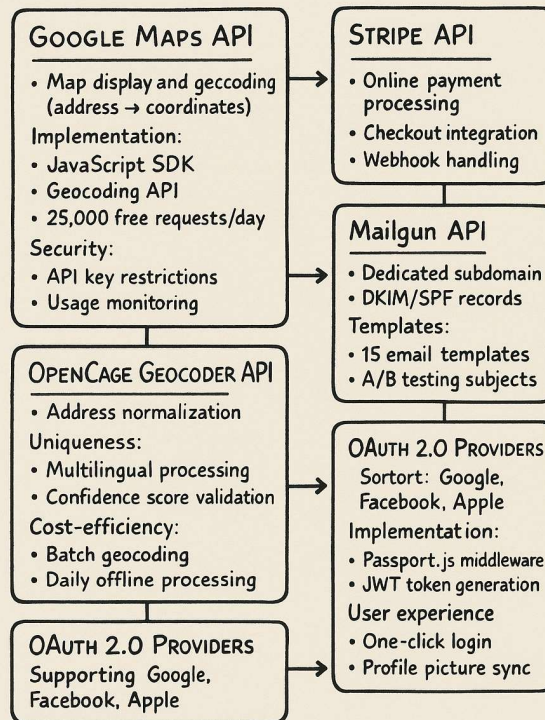 GOOGLE MAPS API
• Map display and geccoding
(address → coordinates)
Implementation:
• JavaScript SDK
• Geocoding API
• 25,000 free requests/day
Security:
• API key restrictions
• Usage monitoring
OPENCAGE GEOCODER API
• Address normalization
Uniqueness:
• Multilingual processing
• Confidence score validation
Cost-efficiency:
• Batch geocoding
• Daily offline processing
OAUTH 2.0 PROVIDERS
Supporting Google,
Facebook, Apple
STRIPE API
• Online payment
processing
• Checkout integration
• Webhook handling
Mailgun API
• Dedicated subdomain
• DKIM/SPF records
Templates:
• 15 email templates
• A/B testing subjects
OAUTH 2.0 PROVIDERS
Sortort: Google,
Facebook, Apple
Implementation:
• Passport.js middleware
• JWT token generation
User experience
• One-click login
• Profile picture sync